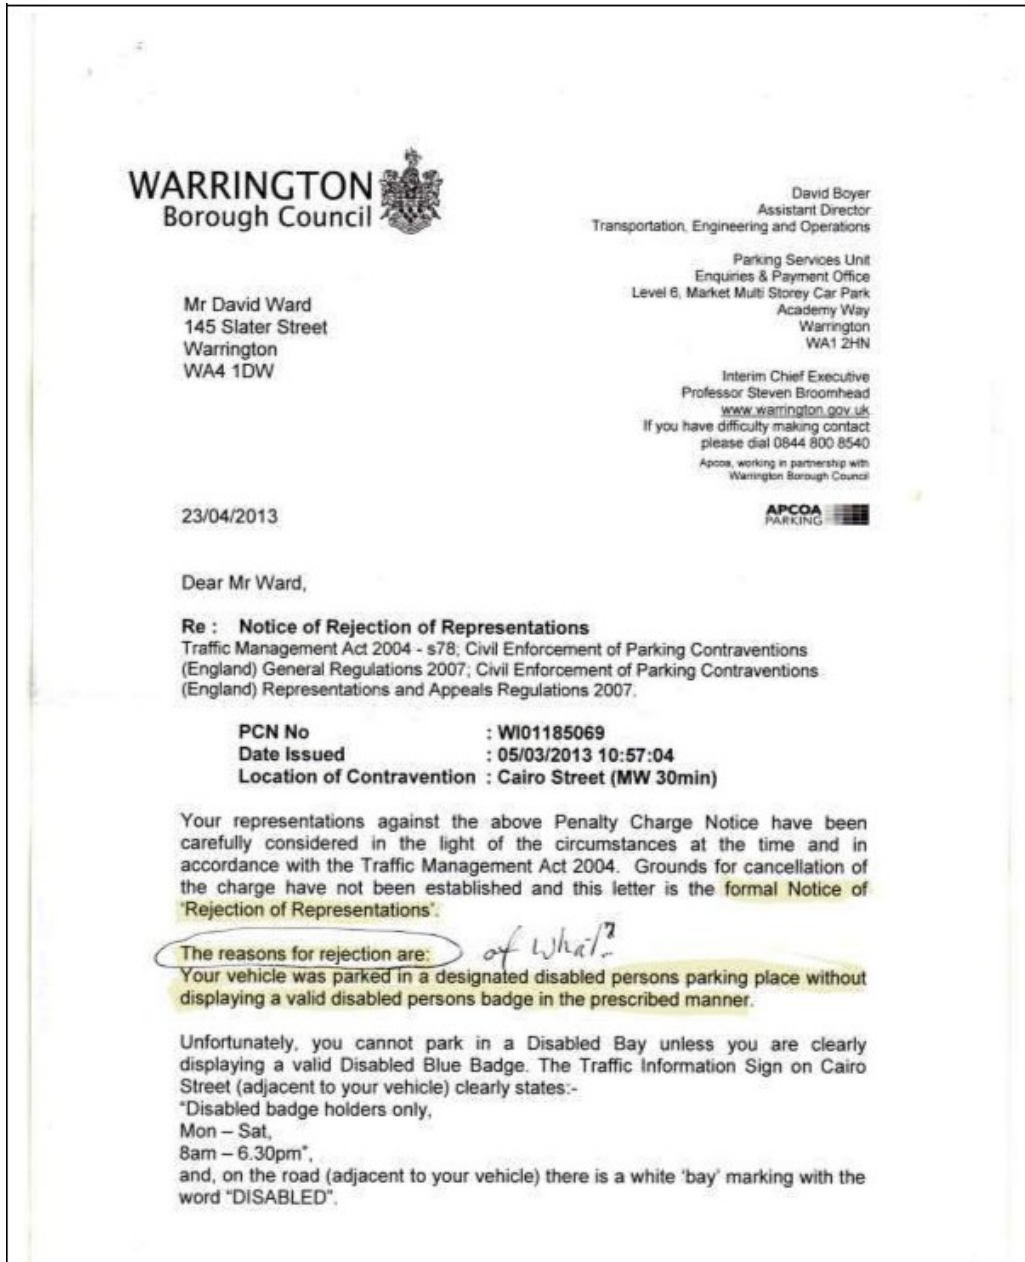 WARRINGTON
Borough Council
David Boyer
Assistant Director
Transportation, Engineering and Operations
Parking Services Unit
Enquiries & Payment Office
Level 6, Market Multi Storey Car Park
Academy Way
Warrington
WA1 2HN
Mr David Ward
145 Slater Street
Warrington
WA4 1DW
Interim Chief Executive
Professor Steven Broomhead
www.warrington.gov.uk
If you have difficulty making contact
please dial 0844 800 8540
Apcoa, working in partnership with
Warrington Borough Council
APCOA
PARKING
23/04/2013
Dear Mr Ward,
Re : Notice of Rejection of Representations
Traffic Management Act 2004 - s78; Civil Enforcement of Parking Contraventions
(England) General Regulations 2007; Civil Enforcement of Parking Contraventions
(England) Representations and Appeals Regulations 2007.
PCN No : WI01185069
Date Issued : 05/03/2013 10:57:04
Location of Contravention : Cairo Street (MW 30min)
Your representations against the above Penalty Charge Notice have been
carefully considered in the light of the circumstances at the time and in
accordance with the Traffic Management Act 2004. Grounds for cancellation of
the charge have not been established and this letter is the formal Notice of
'Rejection of Representations'.
The reasons for rejection are: of what?
Your vehicle was parked in a designated disabled persons parking place without
displaying a valid disabled persons badge in the prescribed manner.
Unfortunately, you cannot park in a Disabled Bay unless you are clearly
displaying a valid Disabled Blue Badge. The Traffic Information Sign on Cairo
Street (adjacent to your vehicle) clearly states:-
"Disabled badge holders only,
Mon – Sat,
8am – 6.30pm",
and, on the road (adjacent to your vehicle) there is a white 'bay' marking with the
word "DISABLED".